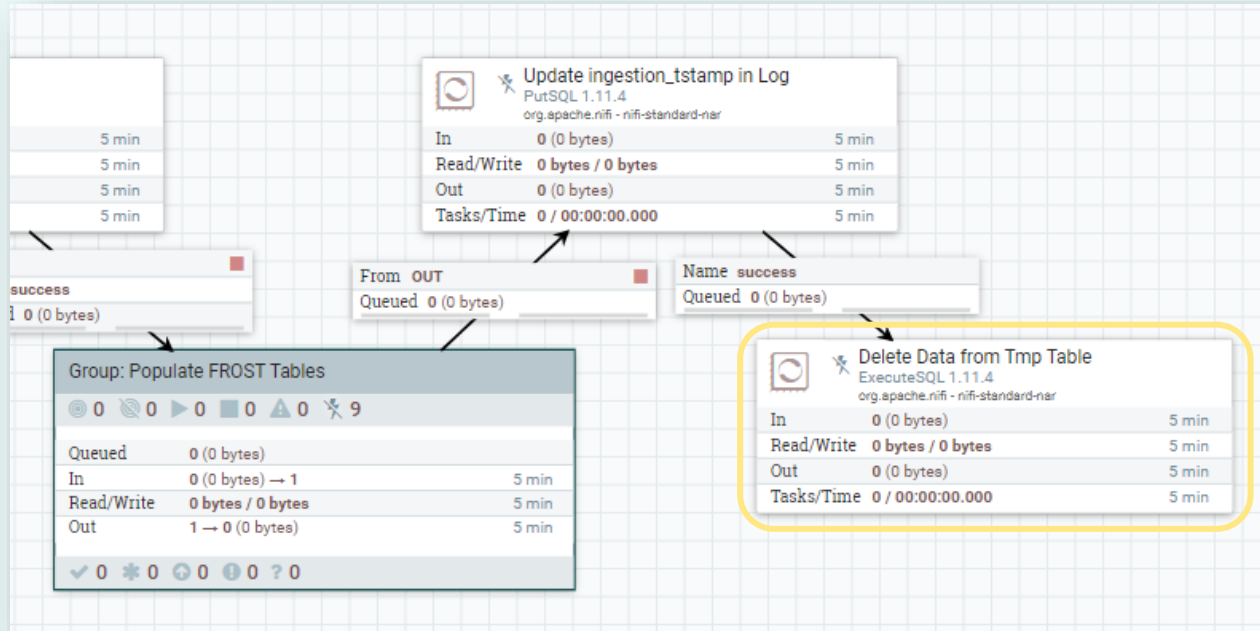 5 min
5 min
5 min
5 min
success
0 (0 bytes)
Update ingestion_tstamp in Log
PutSQL 1.11.4
org.apache.nifi - nifi-standard-nar
In 0 (0 bytes) 5 min
Read/Write 0 bytes / 0 bytes 5 min
Out 0 (0 bytes) 5 min
Tasks/Time 0 / 00:00:00.000 5 min
From OUT
Queued 0 (0 bytes)
Name success
Queued 0 (0 bytes)
Group: Populate FROST Tables
0 0 0 0 0 9
Queued 0 (0 bytes)
In 0 (0 bytes) → 1 5 min
Read/Write 0 bytes / 0 bytes 5 min
Out 1 → 0 (0 bytes) 5 min
0 0 0 0 ? 0
Delete Data from Tmp Table
ExecuteSQL 1.11.4
org.apache.nifi - nifi-standard-nar
In 0 (0 bytes) 5 min
Read/Write 0 bytes / 0 bytes 5 min
Out 0 (0 bytes) 5 min
Tasks/Time 0 / 00:00:00.000 5 min